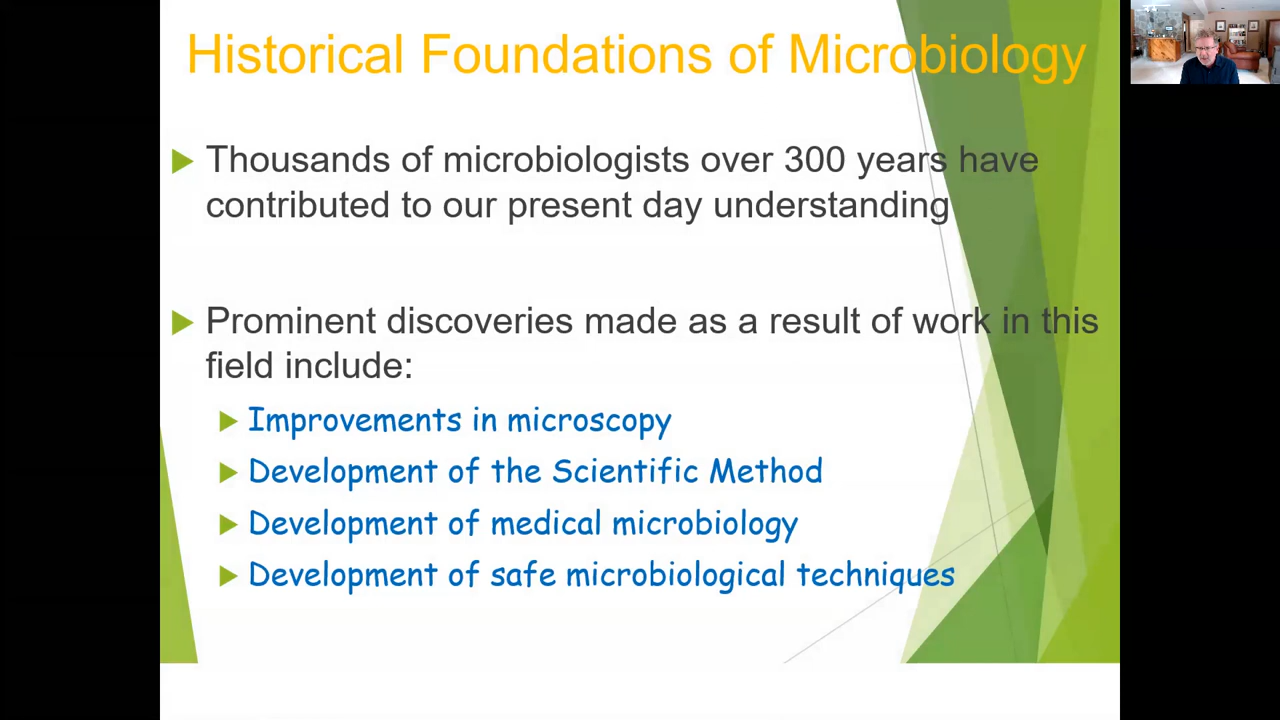 Historical Foundations of Microbiology
Thousands of microbiologists over 300 years have
contributed to our present day understanding
Prominent discoveries made as a result of work in this
field include:
Improvements in microscopy
Development of the Scientific Method
Development of medical microbiology
Development of safe microbiological techniques